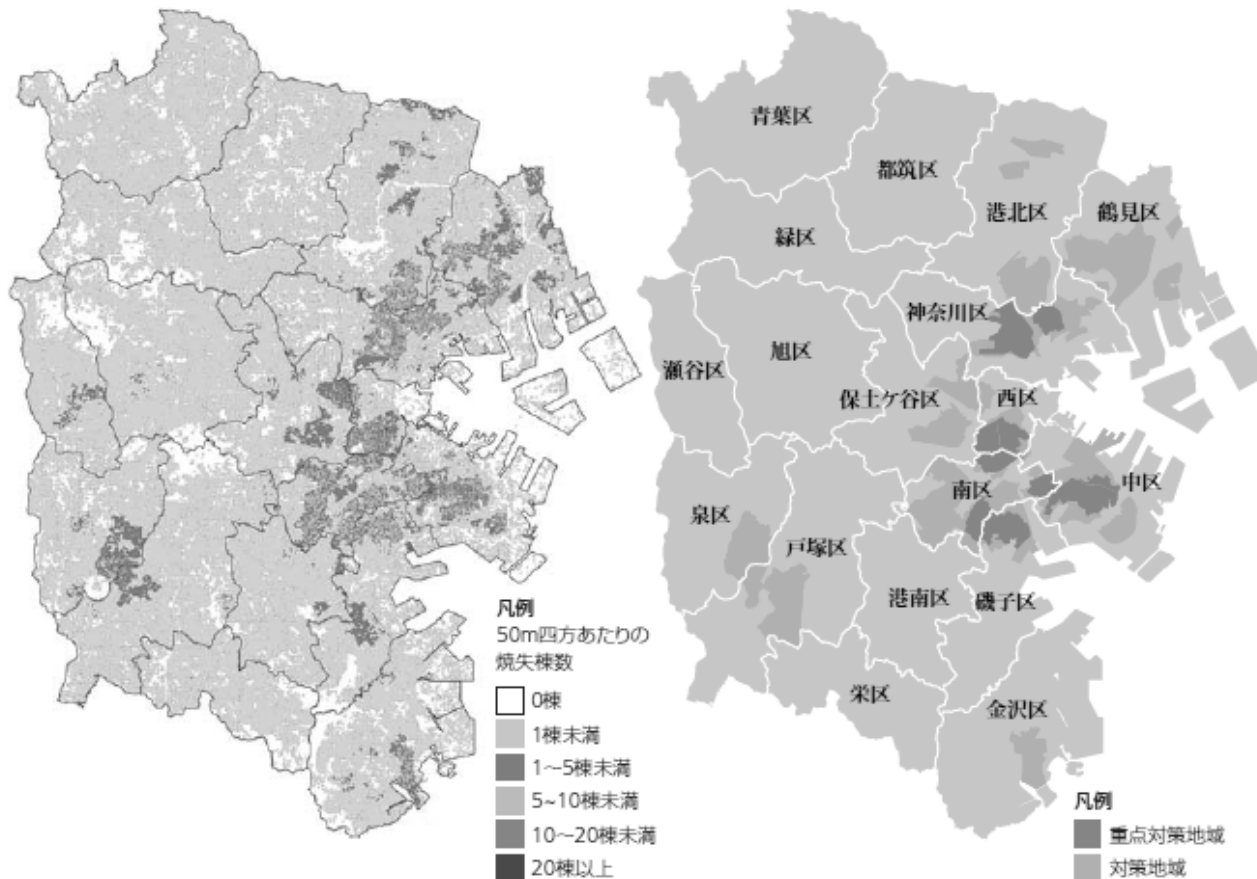 凡例
50m四方あたりの
焼失棟数
0棟
1棟未満
1〜5棟未満
5~10棟未満
10〜20棟未満
20棟以上
青葉区
都筑区
港北区
鶴見区
緑区
神奈川区
旭区
瀬谷区
保土ケ谷区
西区
中区
南区
泉区
戸塚区
港南区
磯子区
栄区
金沢区
凡例
重点対策地域
対策地域